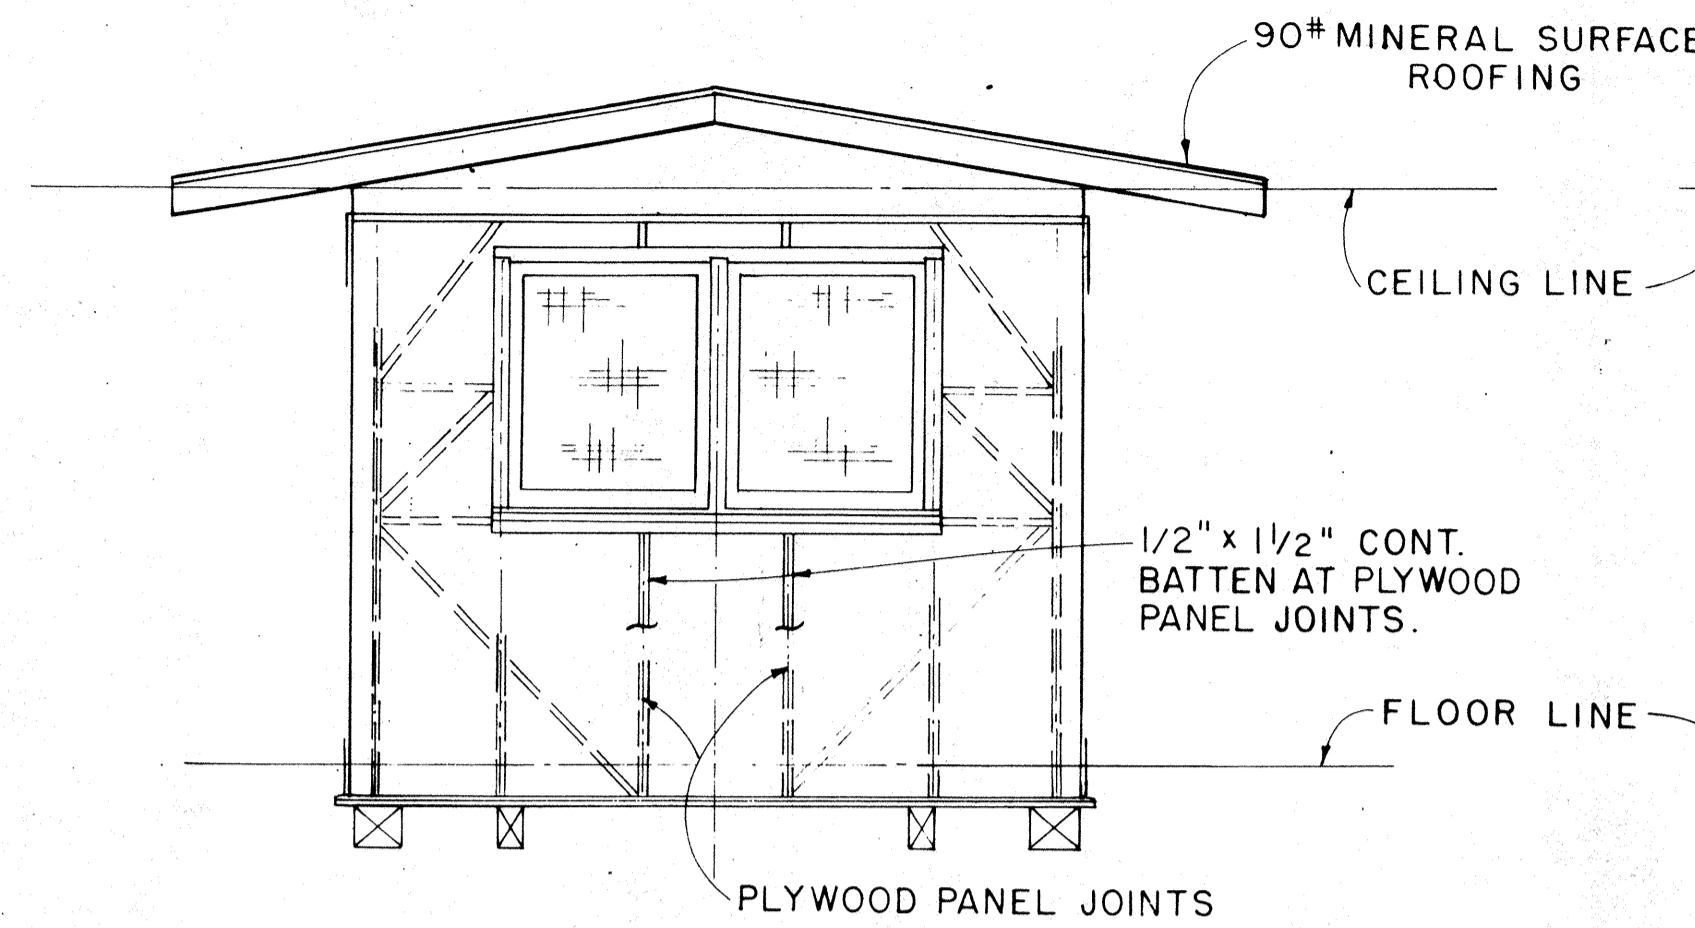 90# MINERAL SURFACE
ROOFING
CEILING LINE
1/2" x 1 1/2" CONT.
BATTEN AT PLYWOOD
PANEL JOINTS.
FLOOR LINE
PLYWOOD PANEL JOINTS